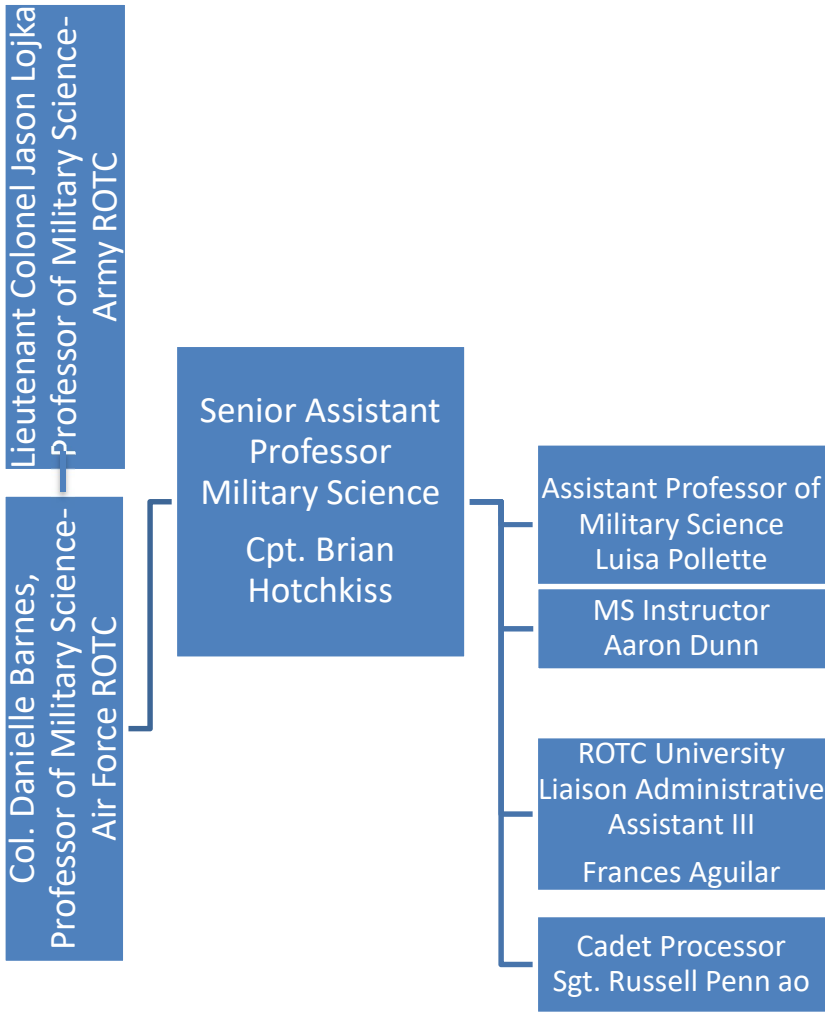 Lieutenant Colonel Jason Lojka
Professor of Military Science-
Army ROTC
Col. Danielle Barnes,
Professor of Military Science-
Air Force ROTC
Senior Assistant
Professor
Military Science
Cpt. Brian
Hotchkiss
Assistant Professor of
Military Science
Luisa Pollette
MS Instructor
Aaron Dunn
ROTC University
Liaison Administrative
Assistant III
Frances Aguilar
Cadet Processor
Sgt. Russell Penn ao